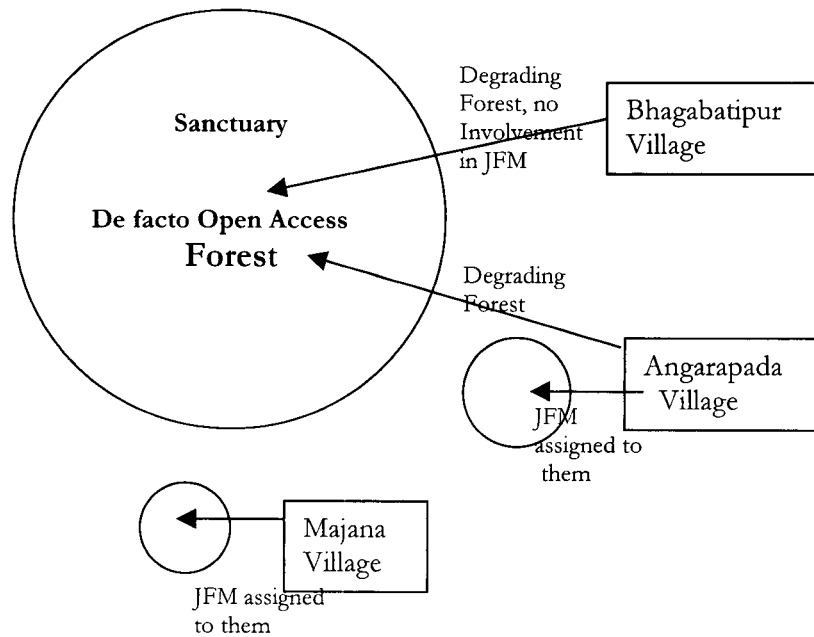 Sanctuary
De facto Open Access
Forest
Degrading
Forest, no
Involvement
in JFM
Bhagabatipur
Village
Degrading
Forest
Angarapada
Village
JFM
assigned to
them
Majana
Village
JFM assigned
to them